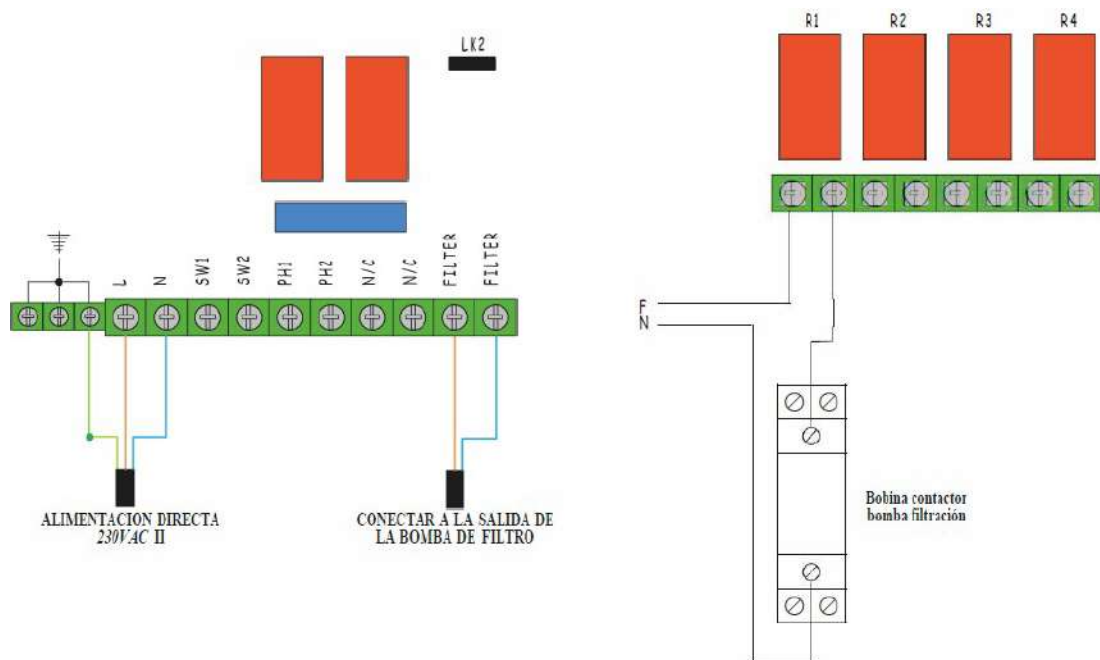 LK2
R1 R2 R3 R4
L N SW1 SW2 PH1 PH2 N/C N/C FILTER FILTER
F
N
ALIMENTACION DIRECTA
230VAC II
CONECTAR A LA SALIDA DE
LA BOMBA DE FILTRO
Bobina contactor
bomba filtración